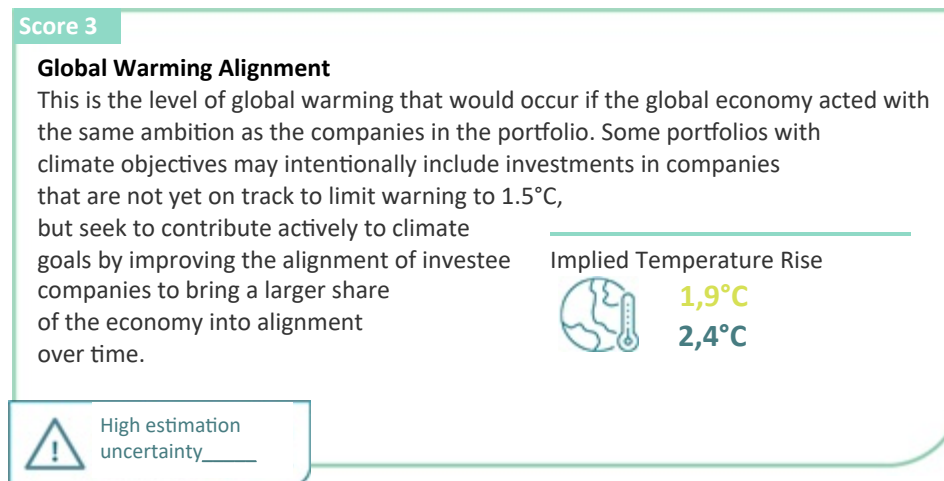 Score 3
Global Warming Alignment
This is the level of global warming that would occur if the global economy acted with
the same ambition as the companies in the portfolio. Some portfolios with
climate objectives may intentionally include investments in companies
that are not yet on track to limit warning to 1.5°C,
but seek to contribute actively to climate
goals by improving the alignment of investee
companies to bring a larger share
of the economy into alignment
over time.
Implied Temperature Rise
1,9°C
2,4°C
High estimation
uncertainty_____